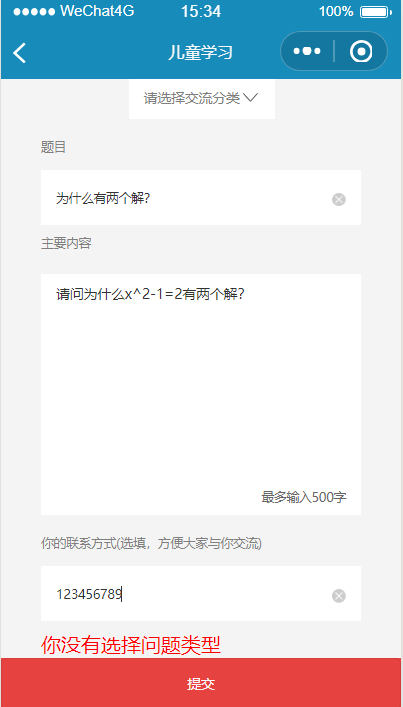 WeChat4G 15:34 100%
儿童学习
请选择交流分类
题目
为什么有两个解?
主要内容
请问为什么x^2-1=2有两个解?
最多输入500字
你的联系方式(选填，方便大家与你交流)
123456789
你没有选择问题类型
提交